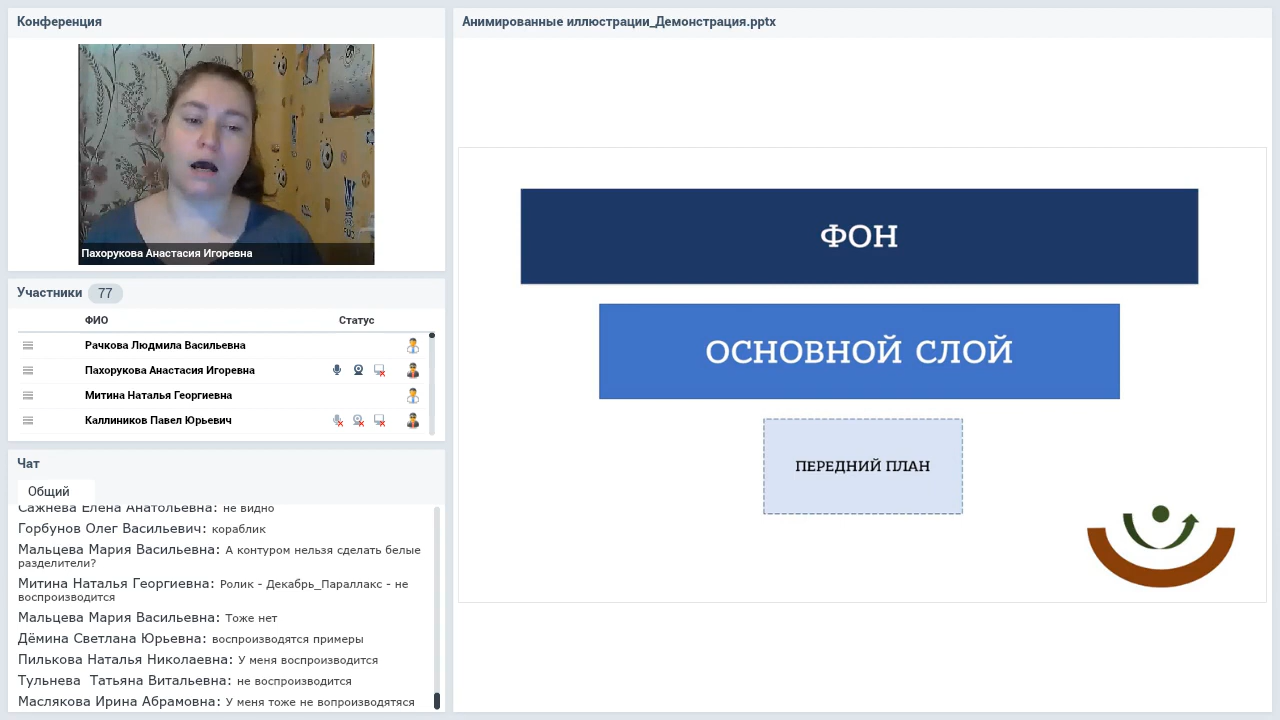 Конференция
Пахорукова Анастасия Игоревна
Участники 77
ФИО Статус
Рачкова Людмила Васильевна
Пахорукова Анастасия Игоревна
Митина Наталья Георгиевна
Каллиников Павел Юрьевич
Чат
Общий
Сажнева Елена Анатольевна: не видно
Горбунов Олег Васильевич: кораблик
Мальцева Мария Васильевна: А контуром нельзя сделать белые
разделители?
Митина Наталья Георгиевна: Ролик - Декабрь_Параллакс - не
воспроизводится
Мальцева Мария Васильевна: Тоже нет
Дёмина Светлана Юрьевна: воспроизводятся примеры
Пилькова Наталья Николаевна: У меня воспроизводится
Тульнева  Татьяна Витальевна: не воспроизводится
Маслякова Ирина Абрамовна: У меня тоже не вопроизводятяся
Анимированные иллюстрации_Демонстрация.pptx
ФОН
ОСНОВНОЙ СЛОЙ
ПЕРЕДНИЙ ПЛАН